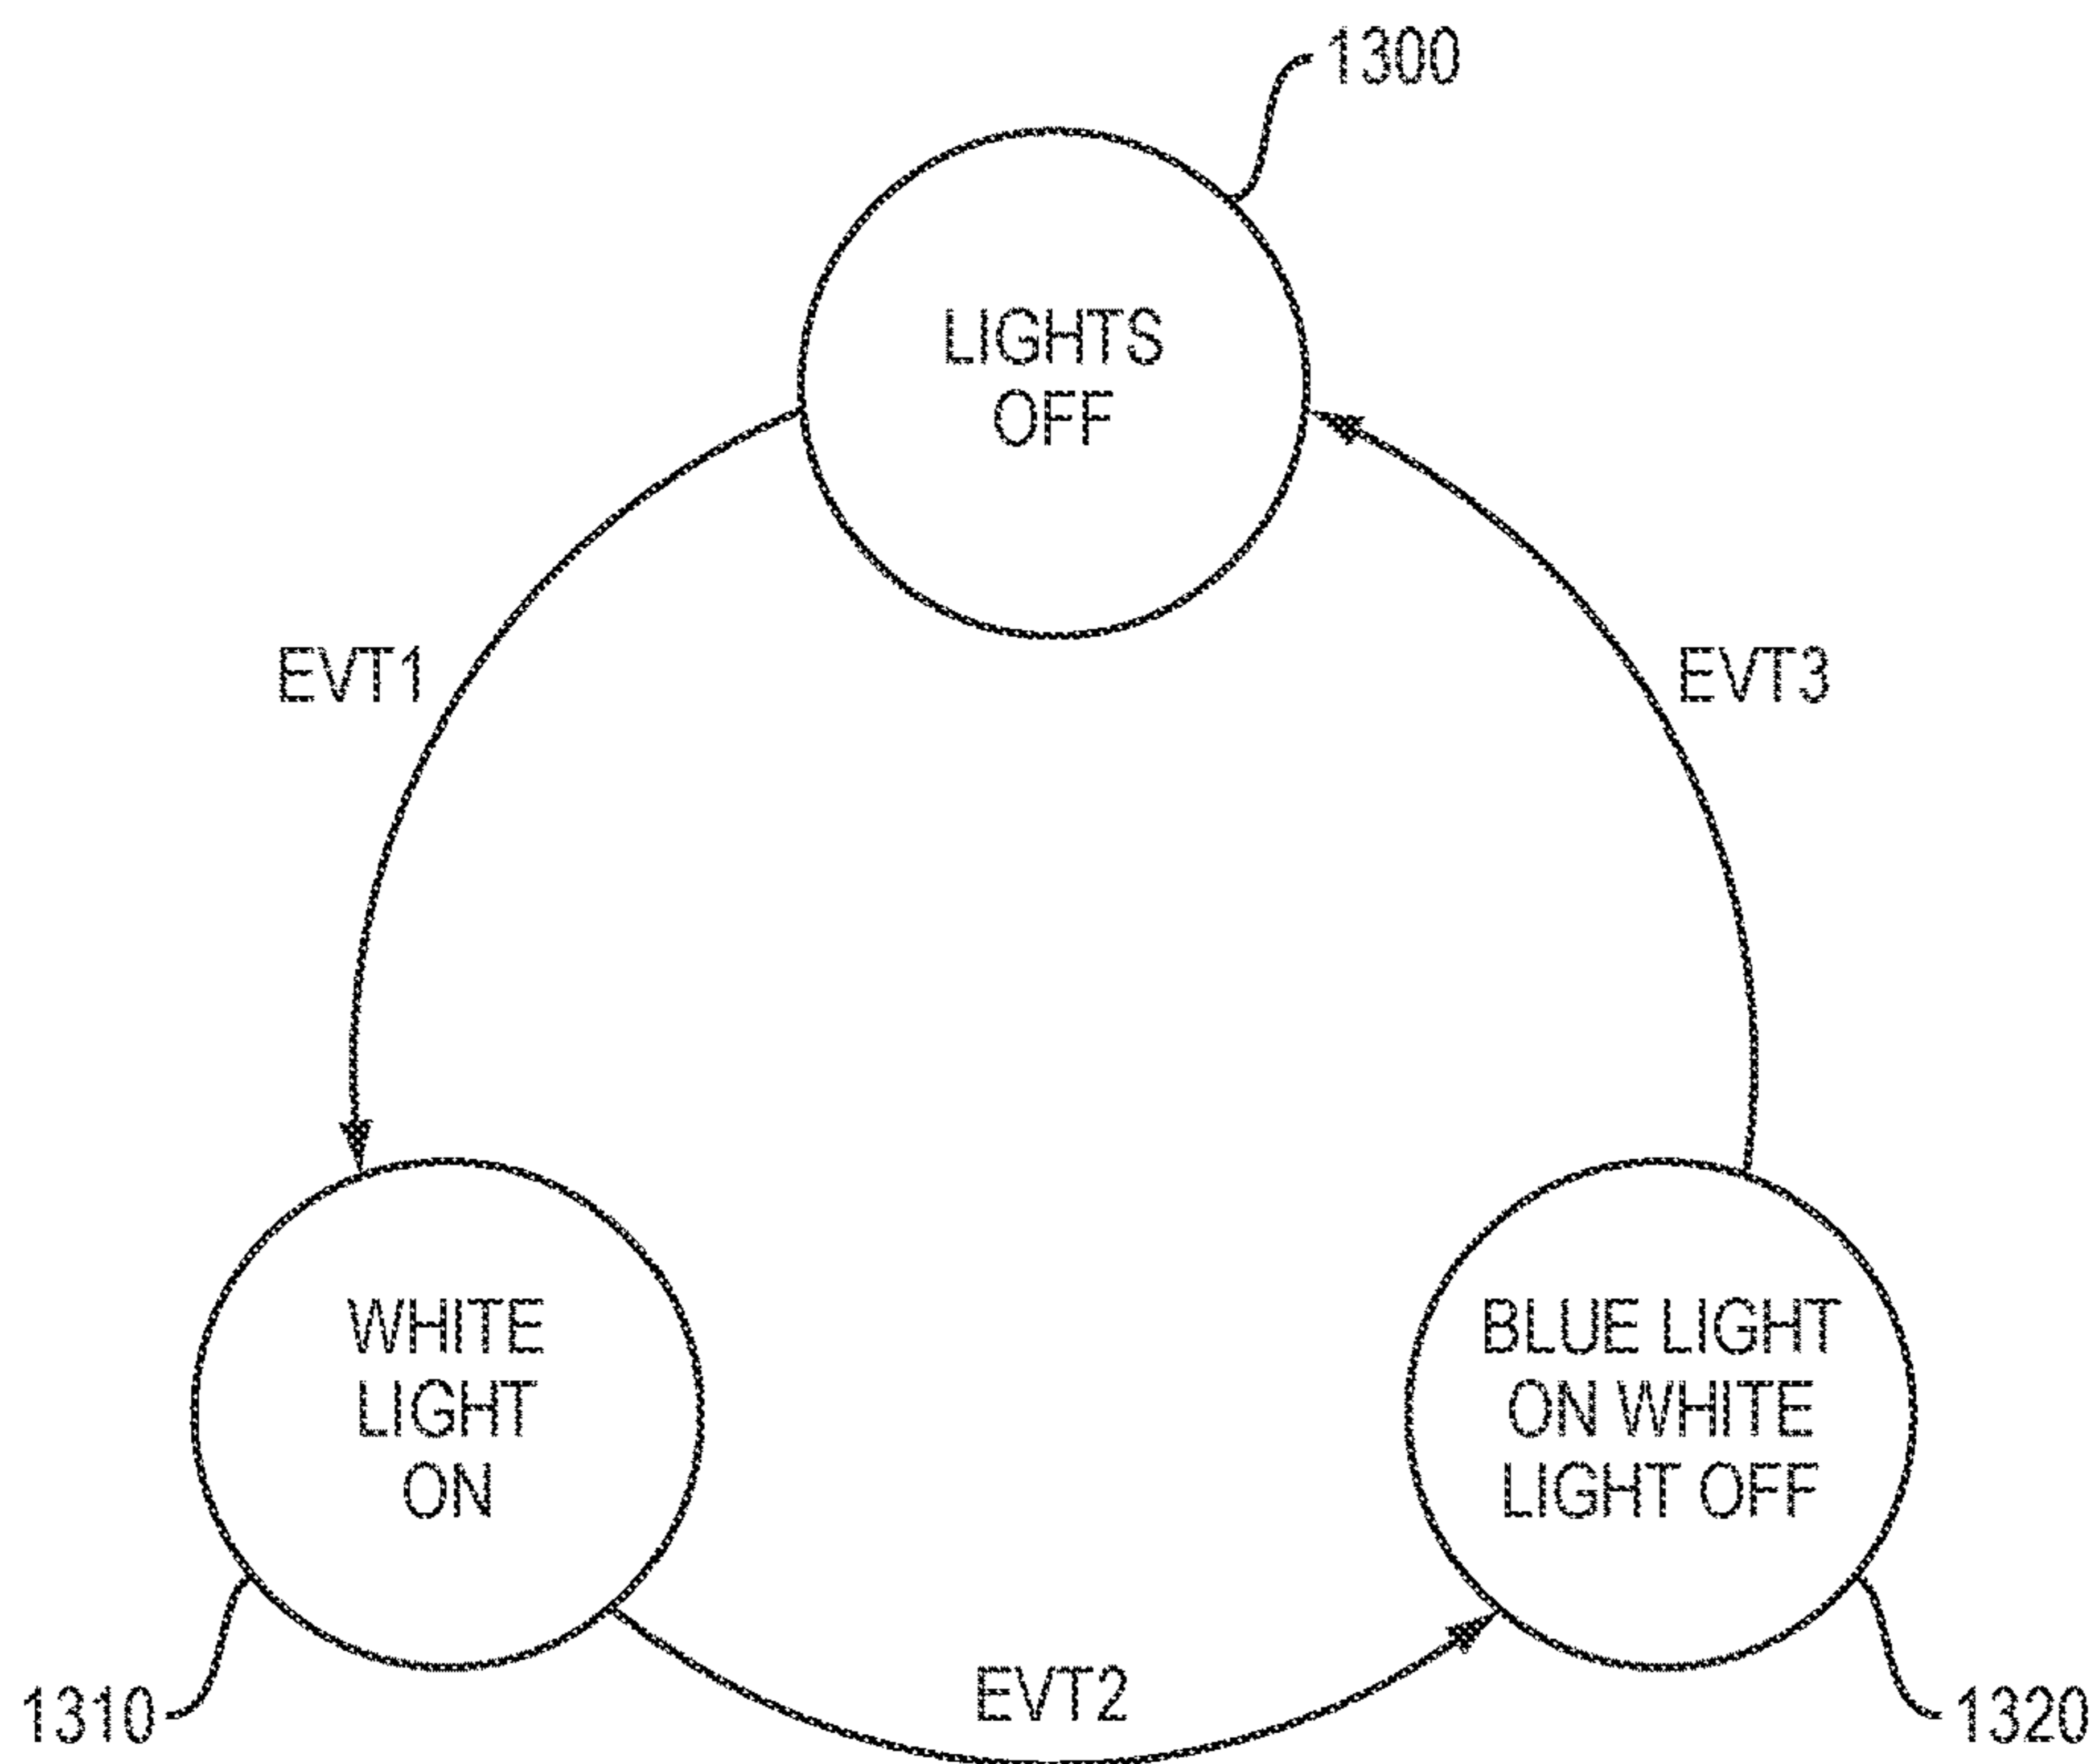 1300
LIGHTS
OFF
EVT1
EVT3
WHITE
LIGHT
ON
BLUE LIGHT
ON WHITE
LIGHT OFF
1310
EVT2
1320